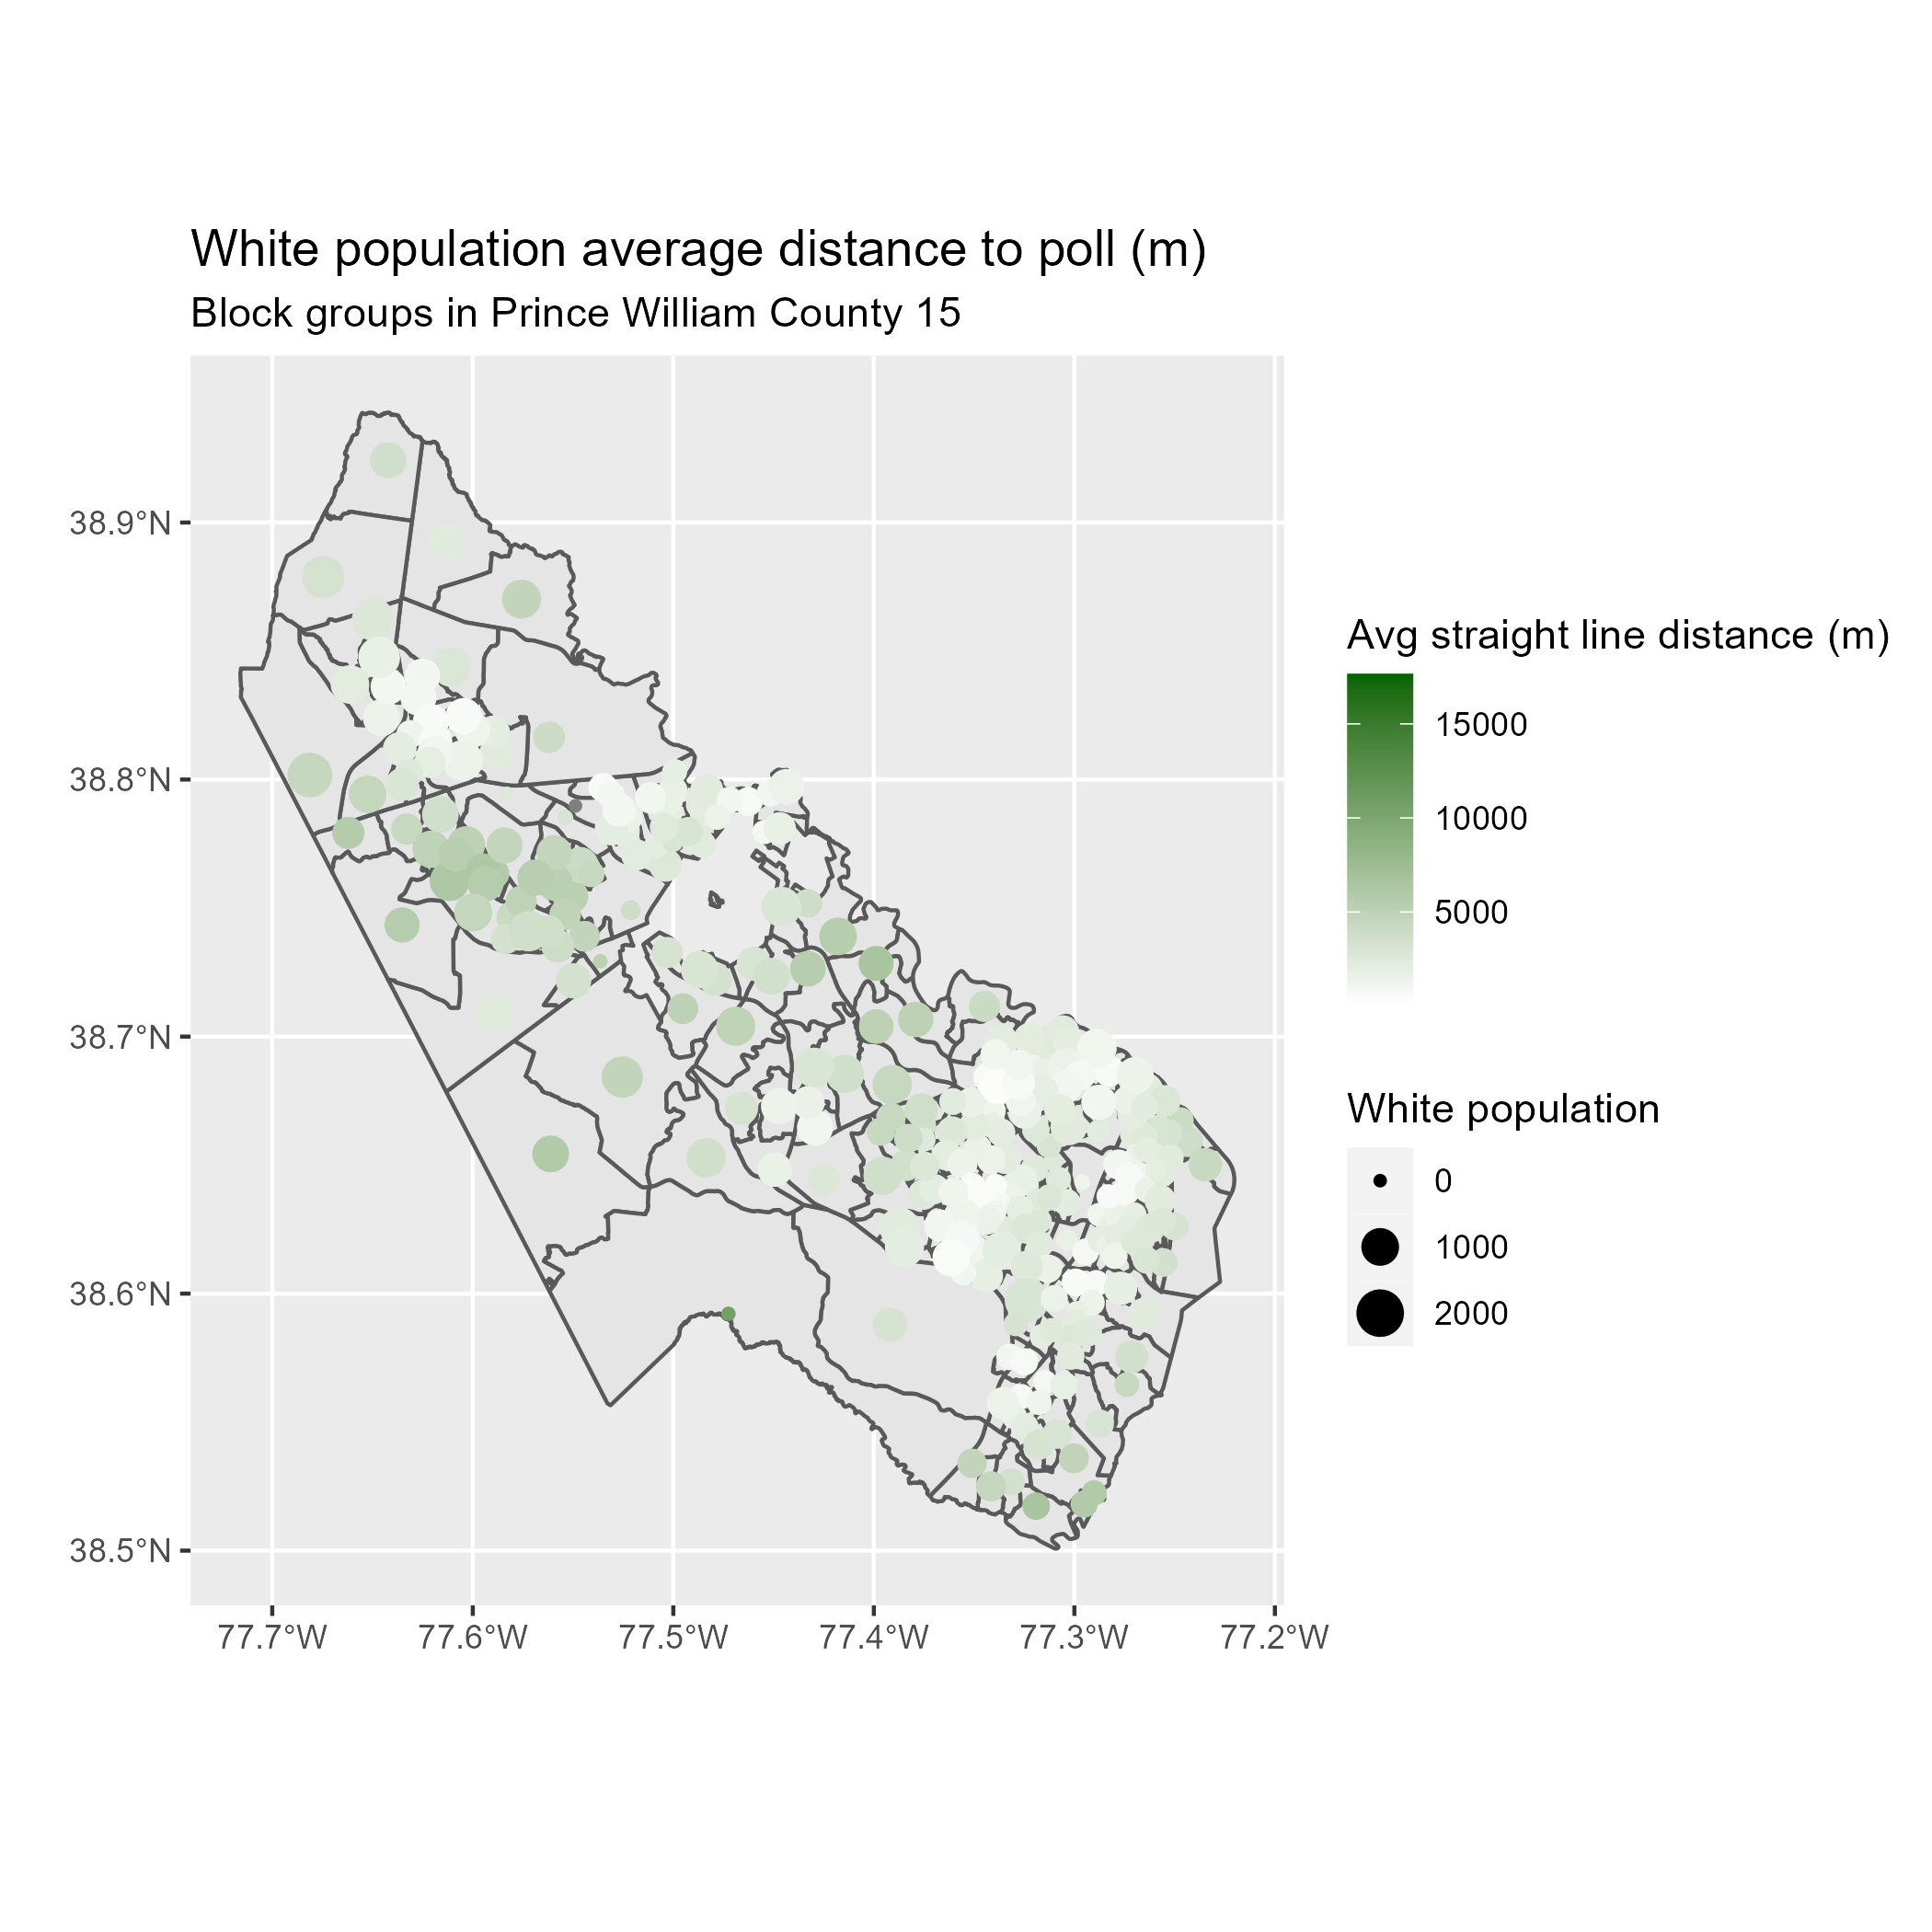 White population average distance to poll (m)
Block groups in Prince William County 15
38.9°N
38.8°N
38.7°N
38.6°N
38.5°N
77.7°W
77.6°W
77.5°W
77.4°W
77.3°W
77.2°W
Avg straight line distance (m)
15000
10000
5000
White population
0
1000
2000